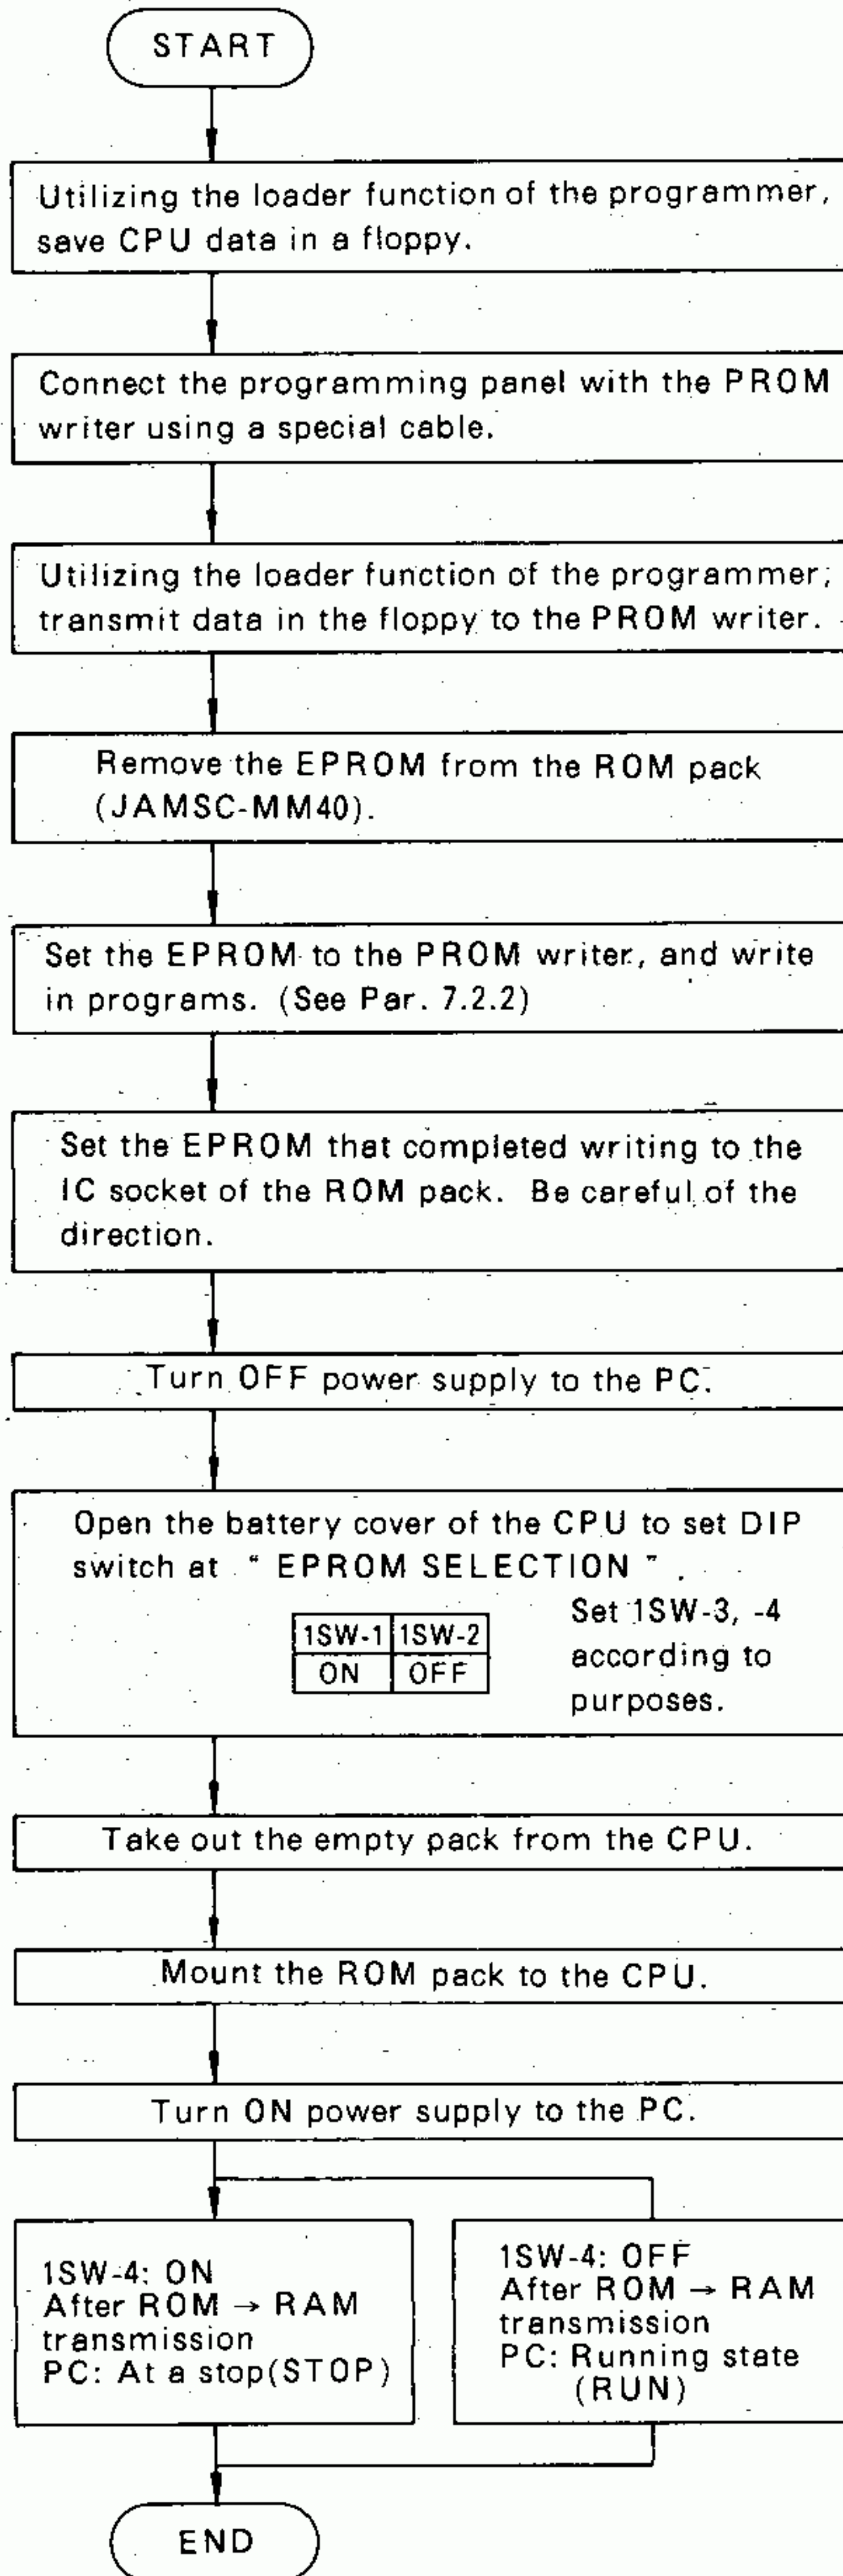 START
Utilizing the loader function of the programmer,
save CPU data in a floppy.
Connect the programming panel with the PROM
writer using a special cable.
Utilizing the loader function of the programmer,
transmit data in the floppy to the PROM writer.
Remove the EPROM from the ROM pack
(JAMSC-MM40).
Set the EPROM to the PROM writer, and write
in programs. (See Par. 7.2.2)
Set the EPROM that completed writing to the
IC socket of the ROM pack. Be careful of the
direction.
Turn OFF power supply to the PC.
Open the battery cover of the CPU to set DIP
switch at " EPROM SELECTION ".
1SW-1 1SW-2
ON OFF
Set 1SW-3, -4
according to
purposes.
Take out the empty pack from the CPU.
Mount the ROM pack to the CPU.
Turn ON power supply to the PC.
1SW-4: ON
After ROM → RAM
transmission
PC: At a stop(STOP)
1SW-4: OFF
After ROM → RAM
transmission
PC: Running state
(RUN)
END